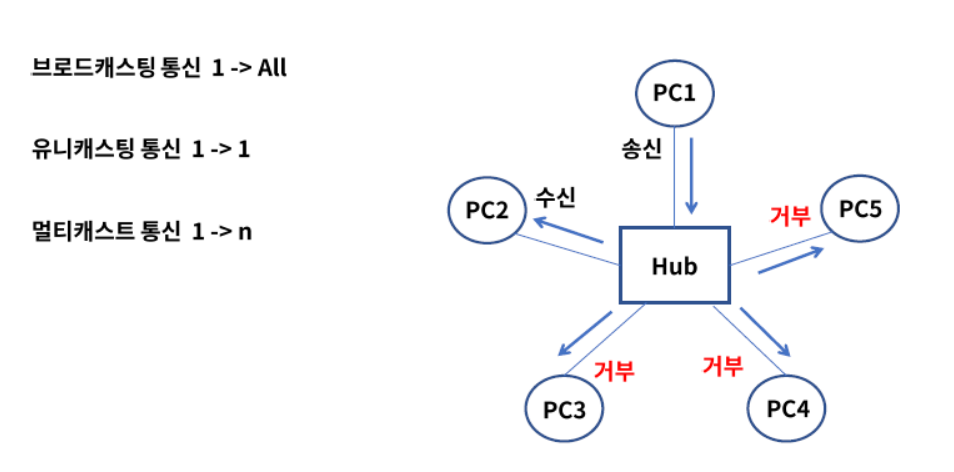 브로드캐스팅 통신 1 -> All
유니캐스팅 통신 1 -> 1
멀티캐스트 통신 1 -> n
PC1
송신
PC2
수신
거부
PC5
Hub
거부
거부
PC3
PC4